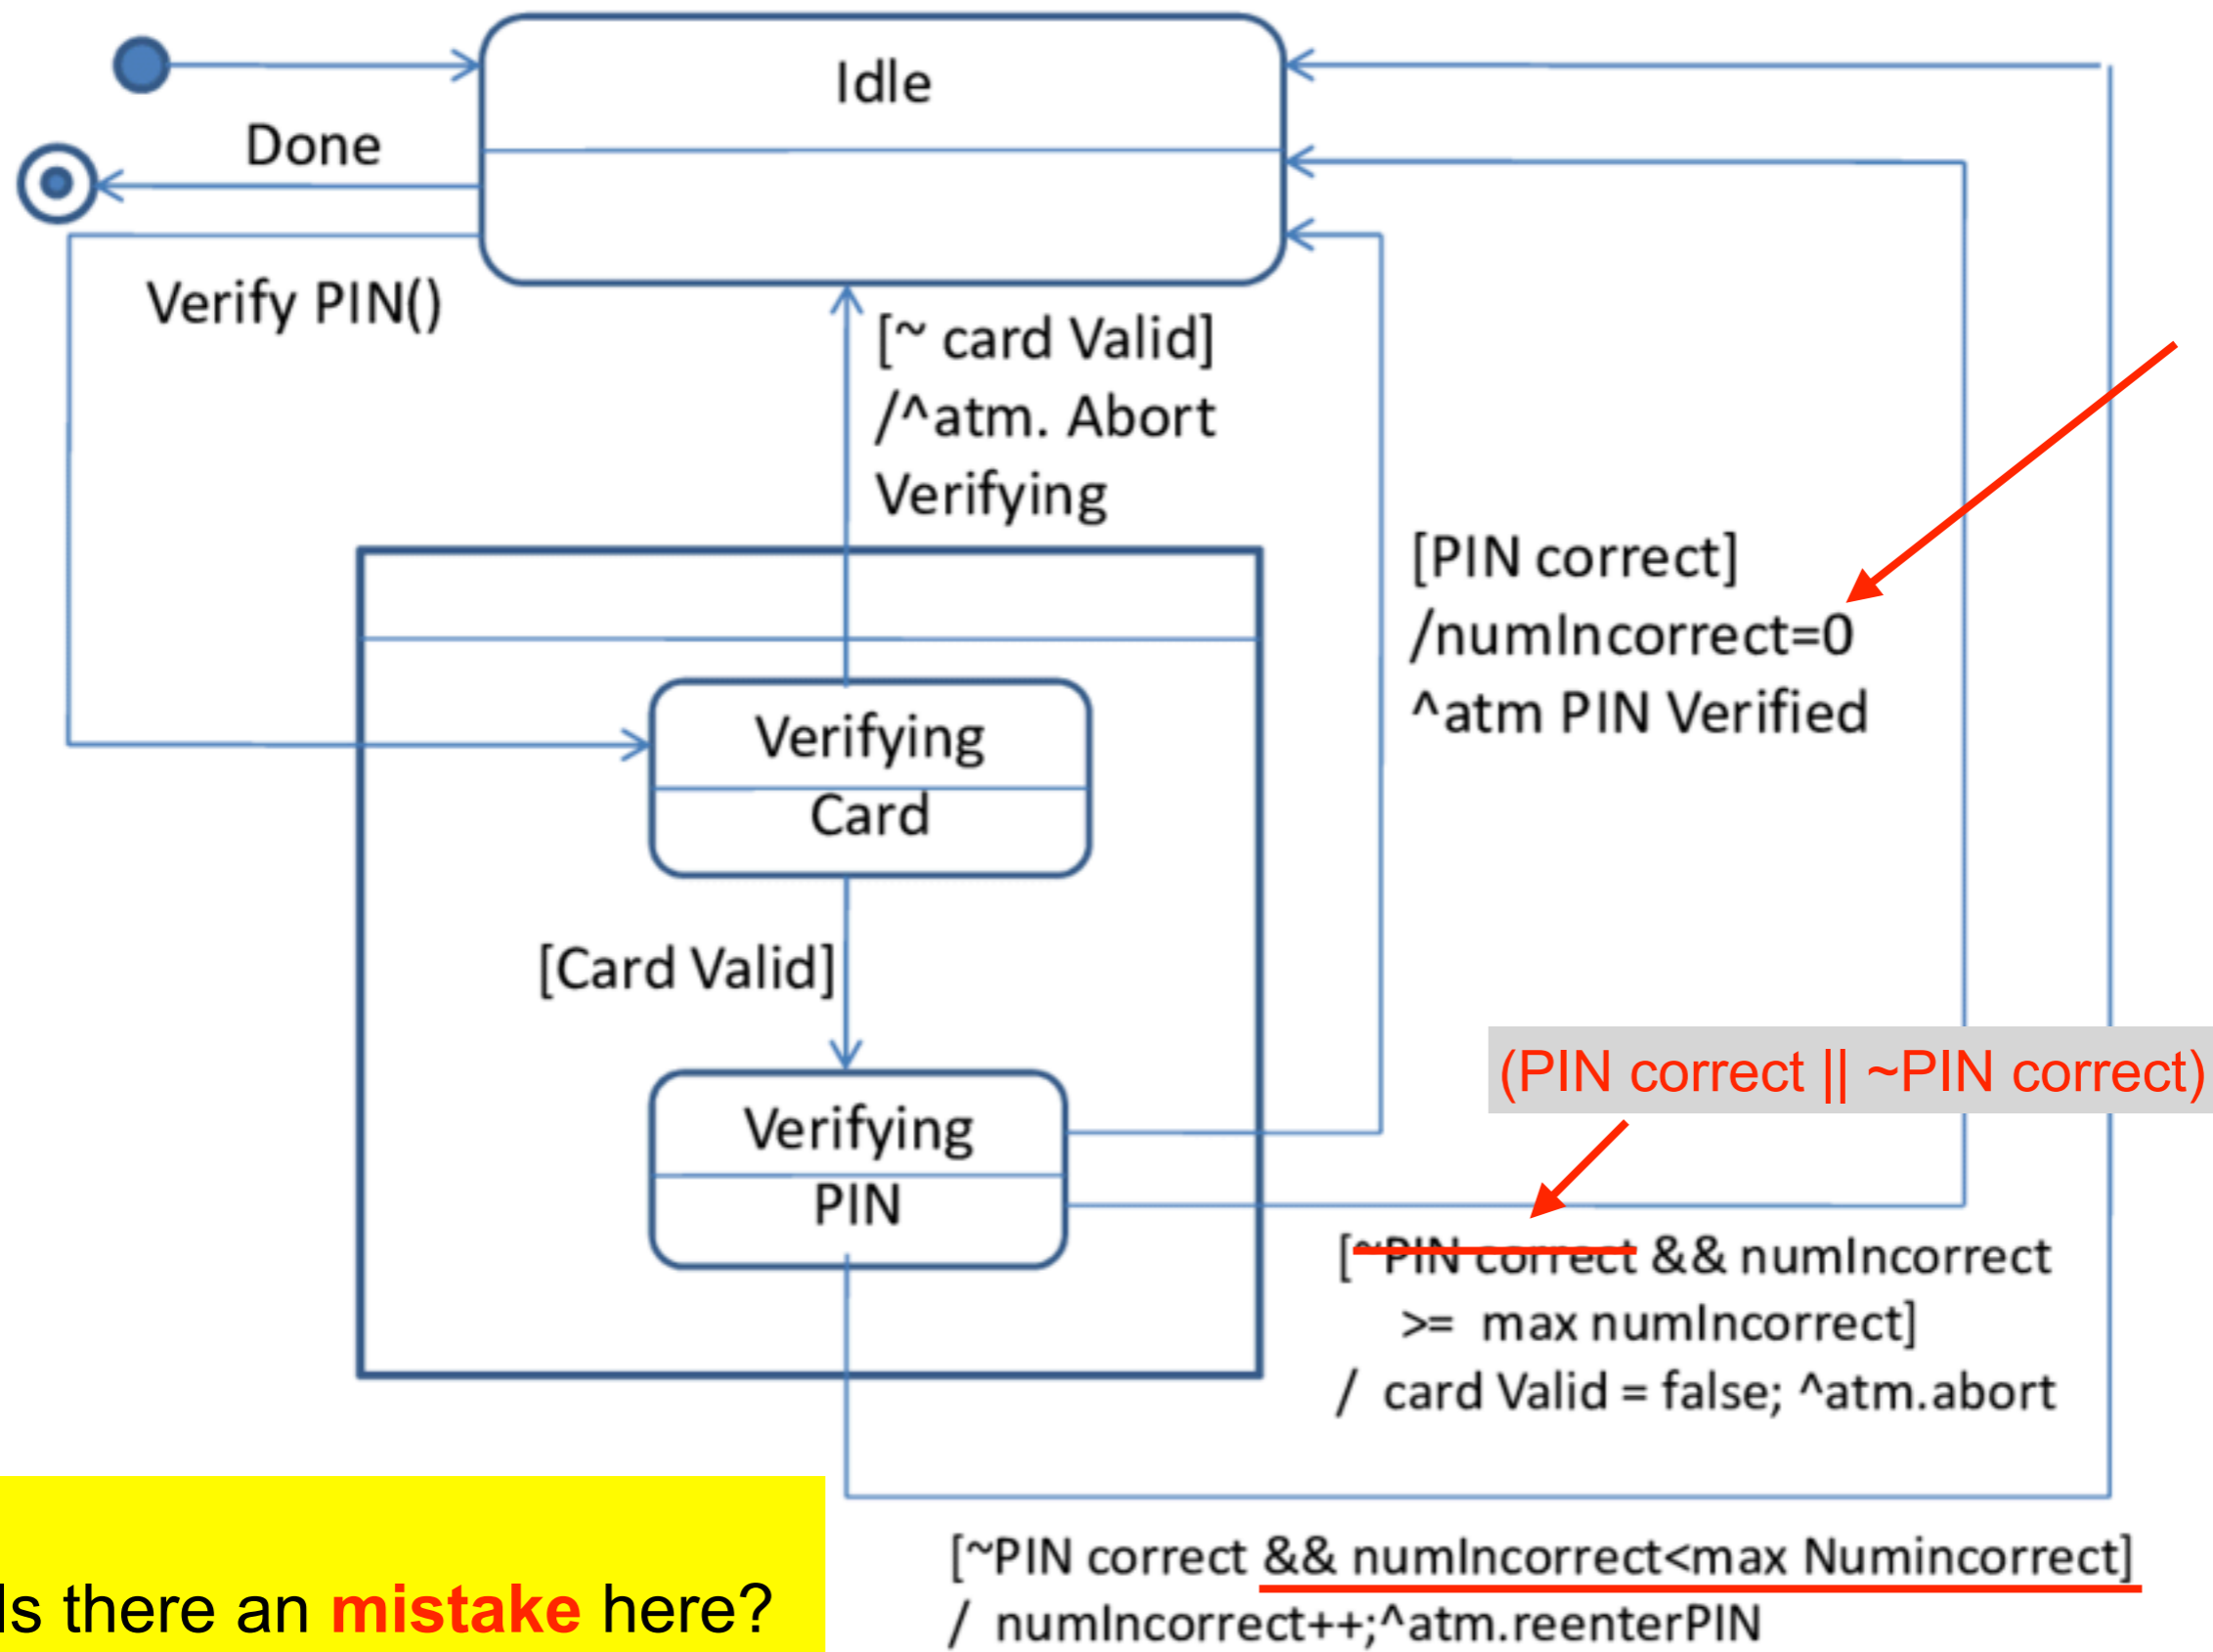 Idle
Done
Verify PIN()
[~ card Valid]
/^atm. Abort
Verifying
[PIN correct]
/numIncorrect=0
^atm PIN Verified
Verifying
Card
[Card Valid]
(PIN correct || ~PIN correct)
Verifying
PIN
[~PIN correct && numIncorrect
>= max numIncorrect]
/ card Valid = false; ^atm.abort
[~PIN correct && numIncorrect<max Numincorrect]
/ numIncorrect++;^atm.reenterPIN
Is there an mistake here?